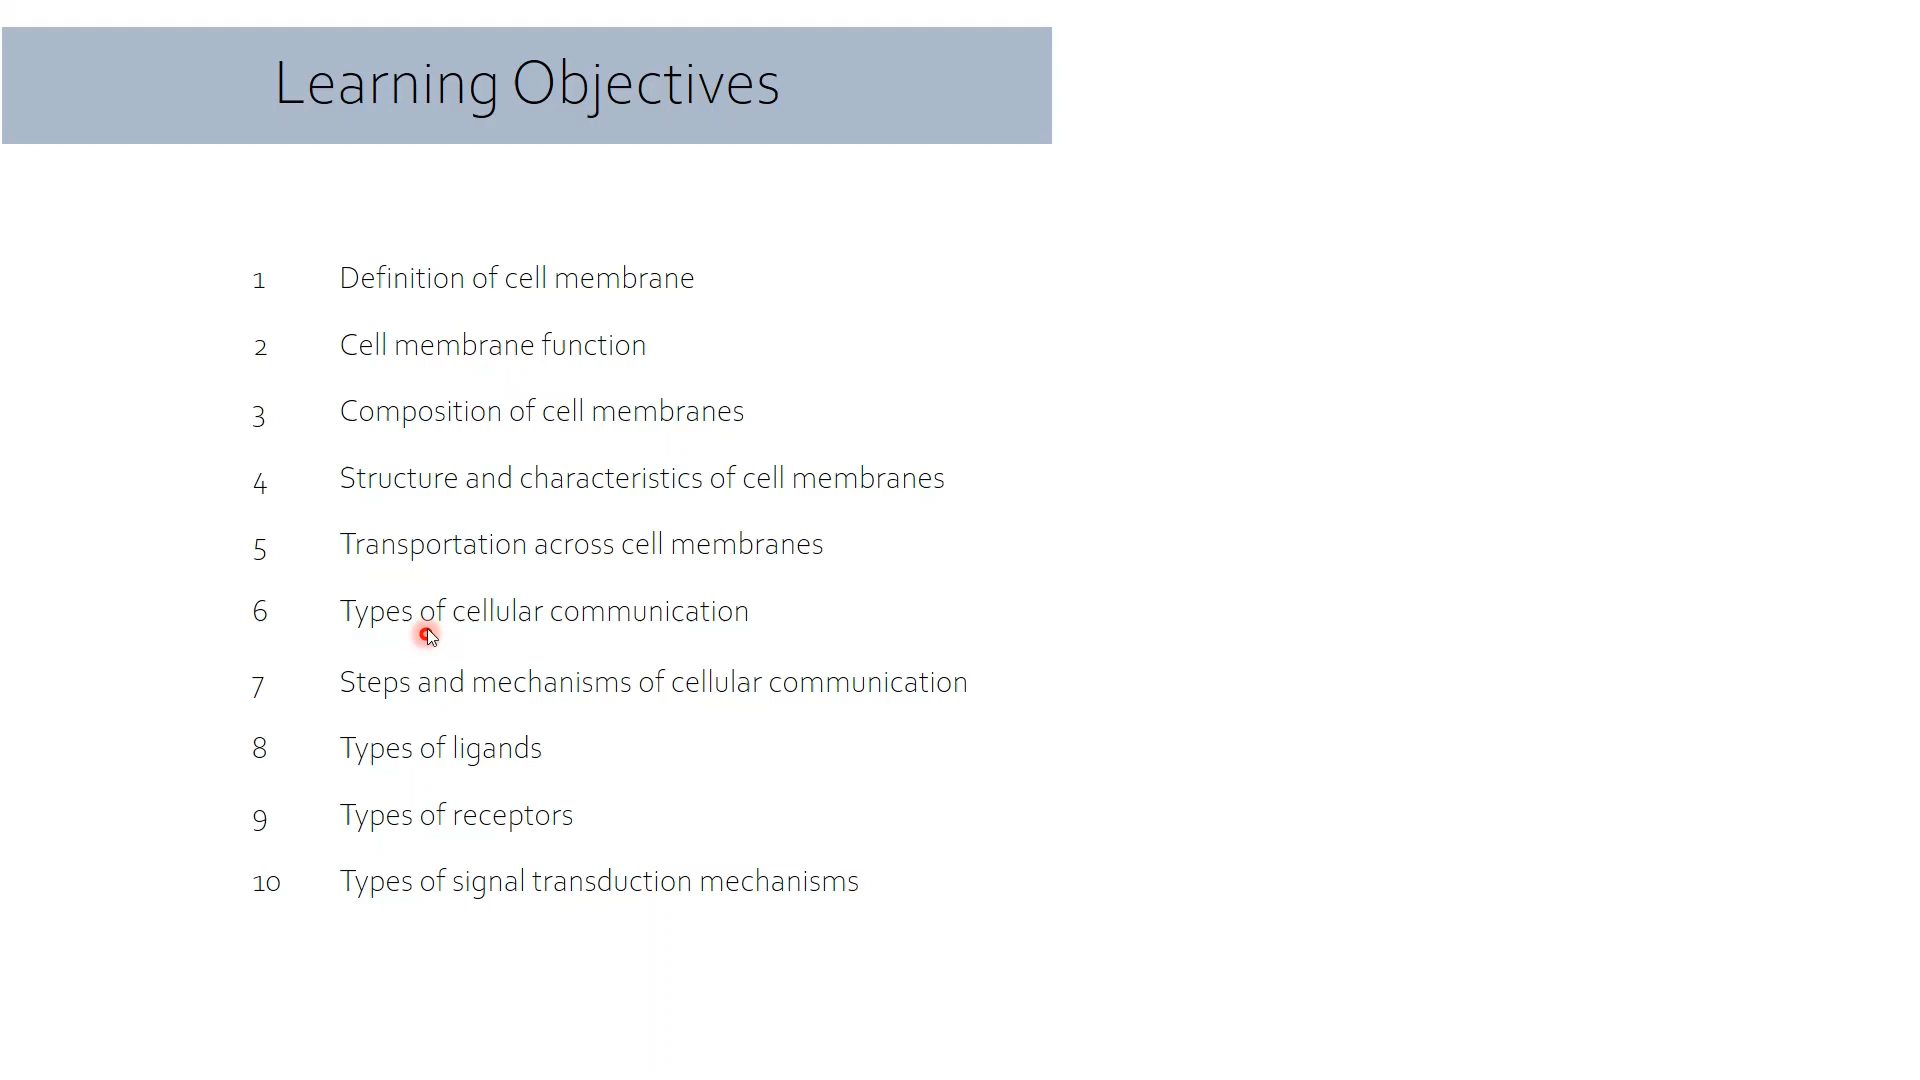 Learning Objectives
1 Definition of cell membrane
2 Cell membrane function
3 Composition of cell membranes
4 Structure and characteristics of cell membranes
5 Transportation across cell membranes
6 Types of cellular communication
7 Steps and mechanisms of cellular communication
8 Types of ligands
9 Types of receptors
10 Types of signal transduction mechanisms